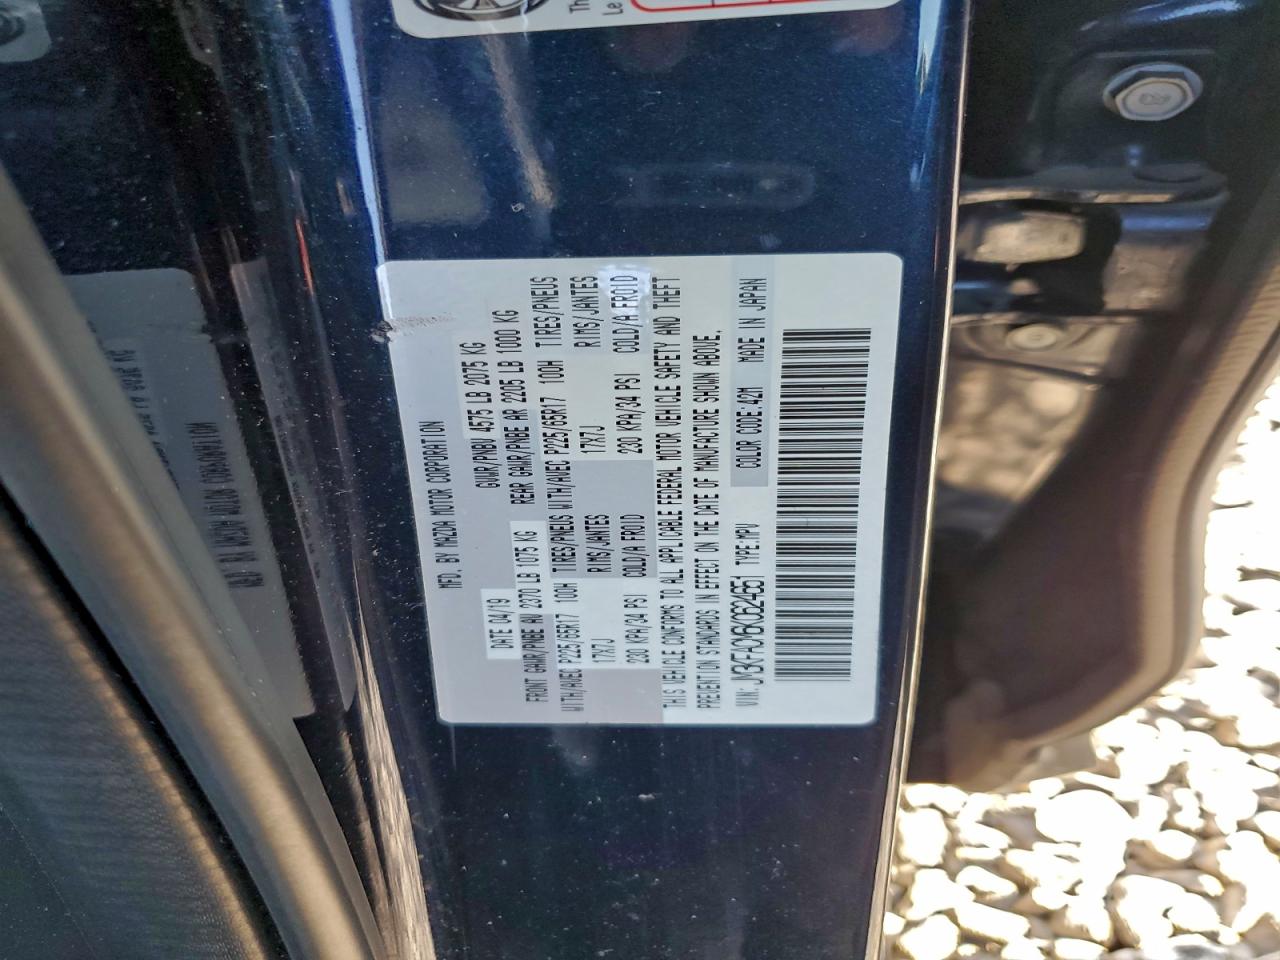 Th
Le
MFD. BY MAZDA MOTOR CORPORATION
DATE 04/19 GVWR/PNBV 4575 LB 2075 KG
FRONT GAWR/PNBE AV 2370 LB 1075 KG REAR GAWR/PNBE AR 2205 LB 1000 KG
WITH/AVEC P225/65R17 100H TIRES/PNEUS WITH/AVEC P225/65R17 100H TIRES/PNEUS
17X7J RIMS/JANTES 17X7J RIMS/JANTES
230 KPA/34 PSI COLD/A FROID 230 KPA/34 PSI COLD/A FROID
THIS VEHICLE CONFORMS TO ALL APPLICABLE FEDERAL MOTOR VEHICLE SAFETY AND THEFT
PREVENTION STANDARDS IN EFFECT ON THE DATE OF MANUFACTURE SHOWN ABOVE.
VIN: JM3KFACM6K0624651 TYPE:MPV COLOR CODE:42M MADE IN JAPAN